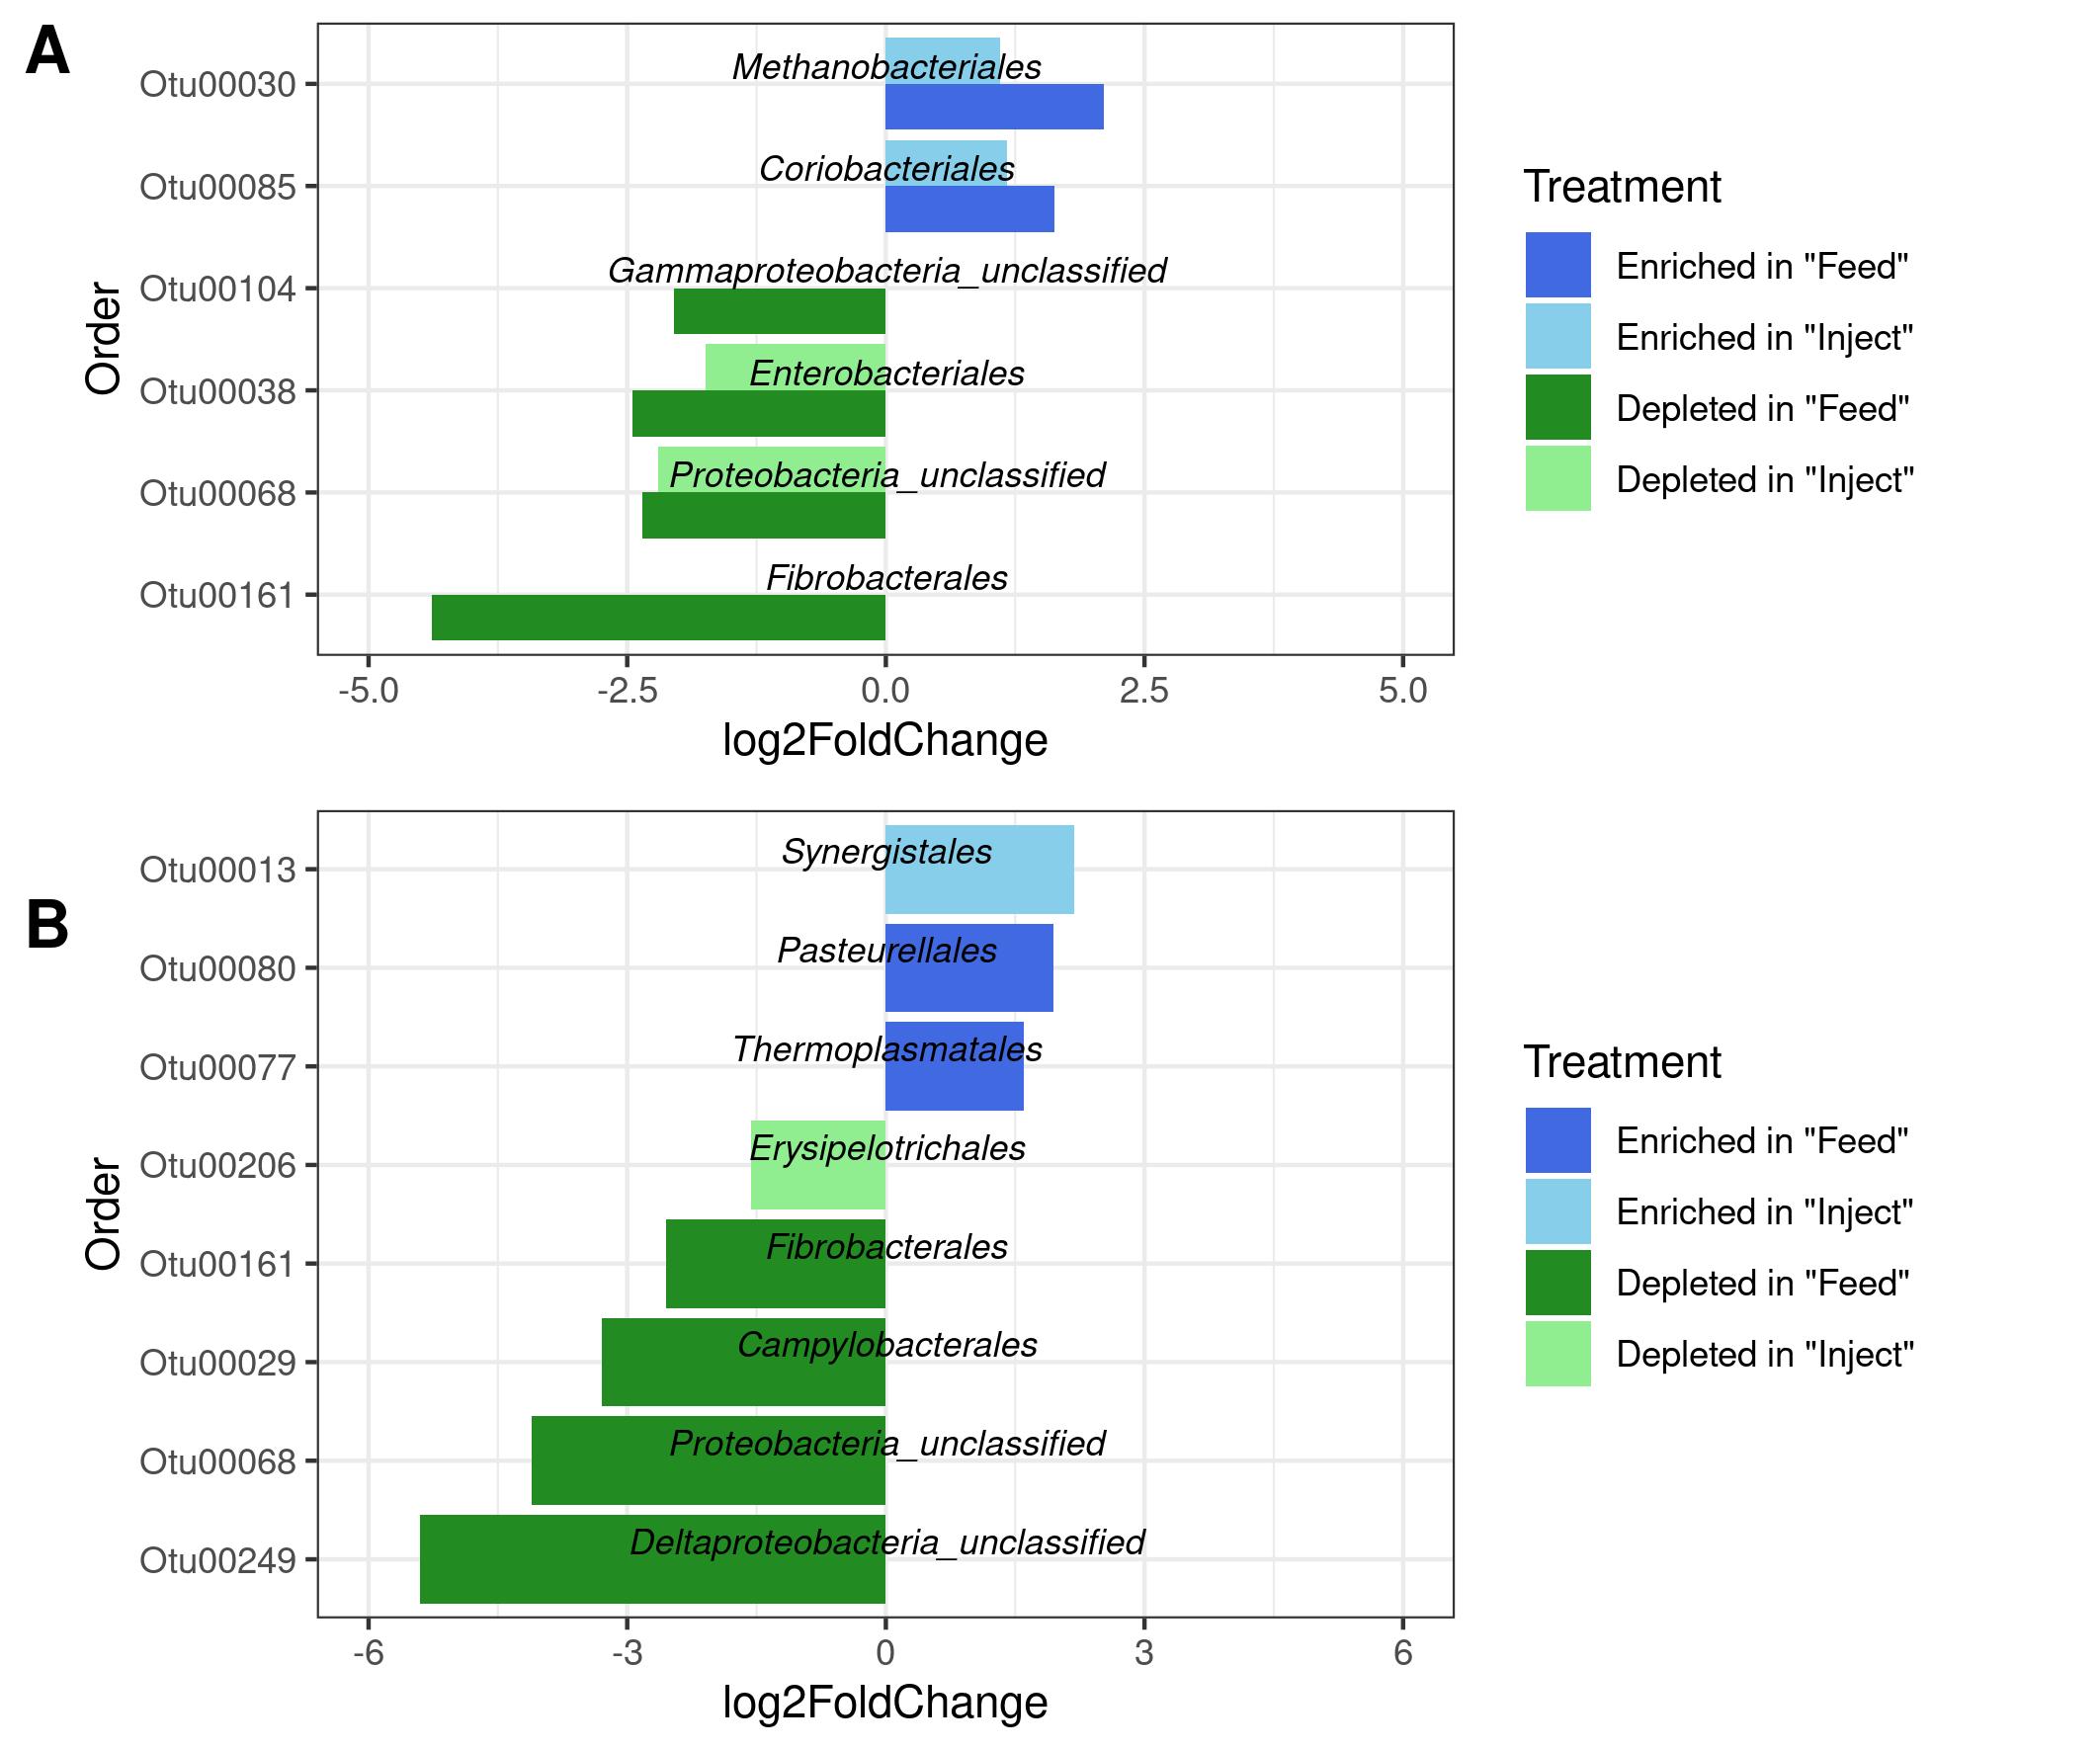 A
Otu00030
Methanobacteriales
Otu00085
Coriobacteriales
Otu00104
Gammaproteobacteria_unclassified
Otu00038
Enterobacteriales
Otu00068
Proteobacteria_unclassified
Otu00161
Fibrobacterales
Order
-5.0 -2.5 0.0 2.5 5.0
log2FoldChange
Treatment
Enriched in "Feed"
Enriched in "Inject"
Depleted in "Feed"
Depleted in "Inject"
B
Otu00013
Synergistales
Otu00080
Pasteurellales
Otu00077
Thermoplasmatales
Otu00206
Erysipelotrichales
Otu00161
Fibrobacterales
Otu00029
Campylobacterales
Otu00068
Proteobacteria_unclassified
Otu00249
Deltaproteobacteria_unclassified
Order
-6 -3 0 3 6
log2FoldChange
Treatment
Enriched in "Feed"
Enriched in "Inject"
Depleted in "Feed"
Depleted in "Inject"